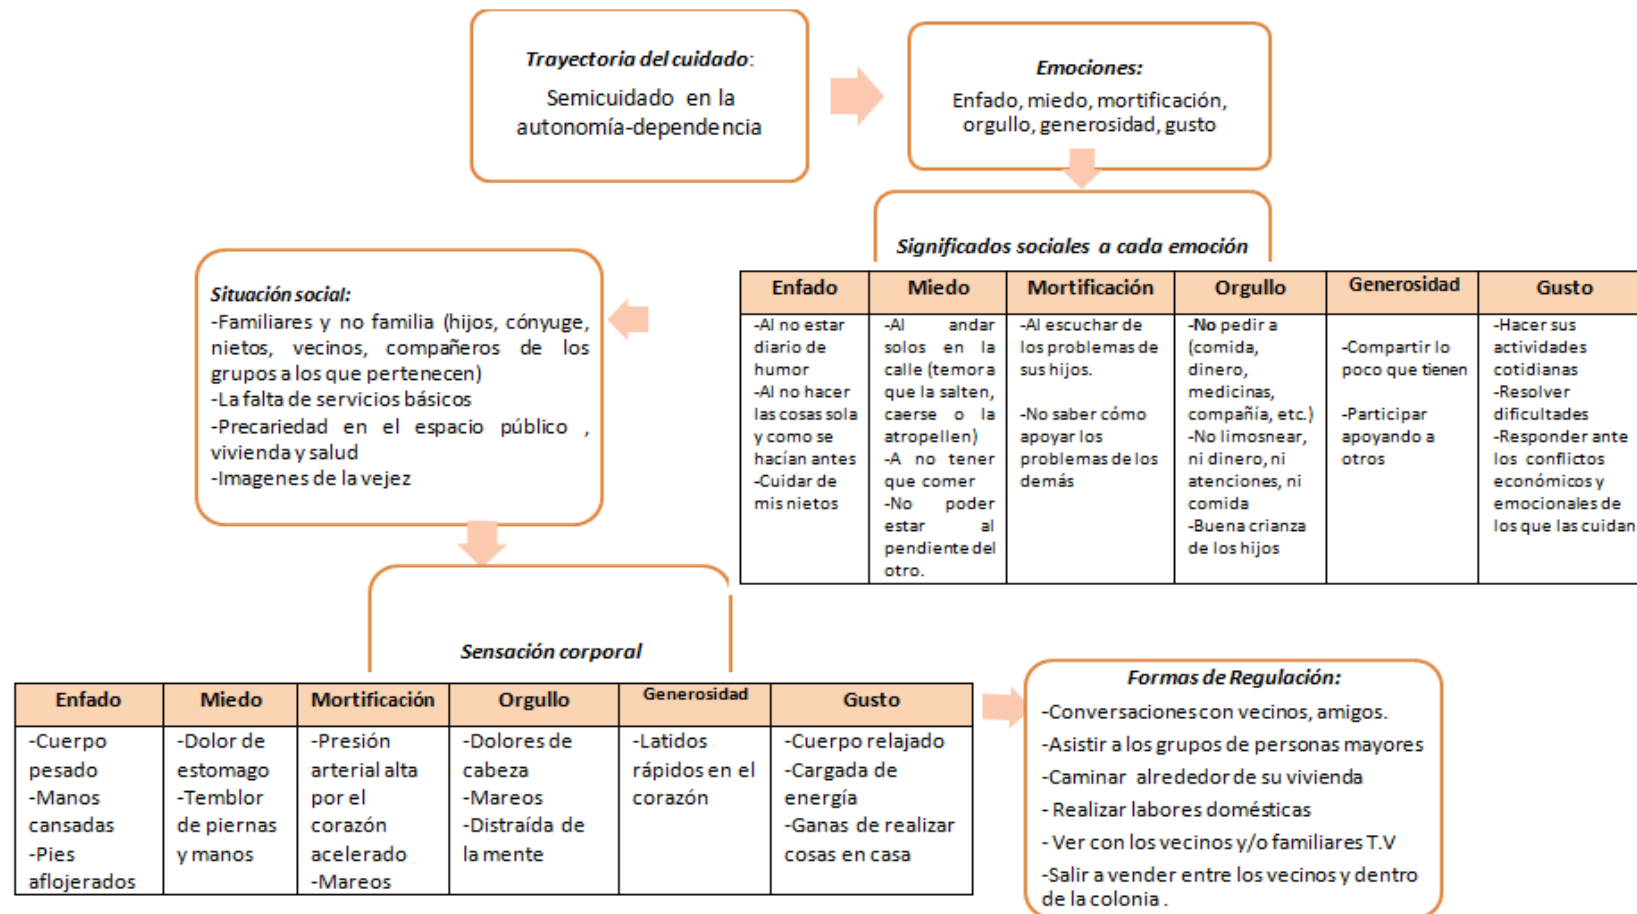 Trayectoria del cuidado:
Semicuidado en la
autonomía-dependencia
Emociones:
Enfado, miedo, mortificación,
orgullo, generosidad, gusto
Significados sociales a cada emoción
Enfado
-Al no estar
diario de
humor
-Al no hacer
las cosas sola
y como se
hacían antes
-Cuidar de
mis nietos
Miedo
-Al andar
solos en la
calle (temor a
que la salten,
caerse o la
atropellen)
-A no tener
que comer
-No poder
estar al
pendiente del
otro.
Mortificación
-Al escuchar de
los problemas de
sus hijos.
-No saber cómo
apoyar los
problemas de los
demás
Orgullo
-No pedir a
(comida,
dinero,
medicinas,
compañía, etc.)
-No limosnear,
ni dinero, ni
atenciones, ni
comida
-Buena crianza
de los hijos
Generosidad
-Compartir lo
poco que tienen
-Participar
apoyando a
otros
Gusto
-Hacer sus
actividades
cotidianas
-Resolver
dificultades
-Responder ante
los conflictos
económicos y
emocionales de
los que las cuidan
Situación social:
-Familiares y no familia (hijos, cónyuge,
nietos, vecinos, compañeros de los
grupos a los que pertenecen)
-La falta de servicios básicos
-Precariedad en el espacio público ,
vivienda y salud
-Imagenes de la vejez
Sensación corporal
Enfado
-Cuerpo
pesado
-Manos
cansadas
-Pies
aflojerados
Miedo
-Dolor de
estomago
-Temblor
de piernas
y manos
Mortificación
-Presión
arterial alta
por el
corazón
acelerado
-Mareos
Orgullo
-Dolores de
cabeza
-Mareos
-Distraída de
la mente
Generosidad
-Latidos
rápidos en el
corazón
Gusto
-Cuerpo relajado
-Cargada de
energía
-Ganas de realizar
cosas en casa
Formas de Regulación:
-Conversaciones con vecinos, amigos.
-Asistir a los grupos de personas mayores
-Caminar alrededor de su vivienda
- Realizar labores domésticas
- Ver con los vecinos y/o familiares T.V
-Salir a vender entre los vecinos y dentro
de la colonia .